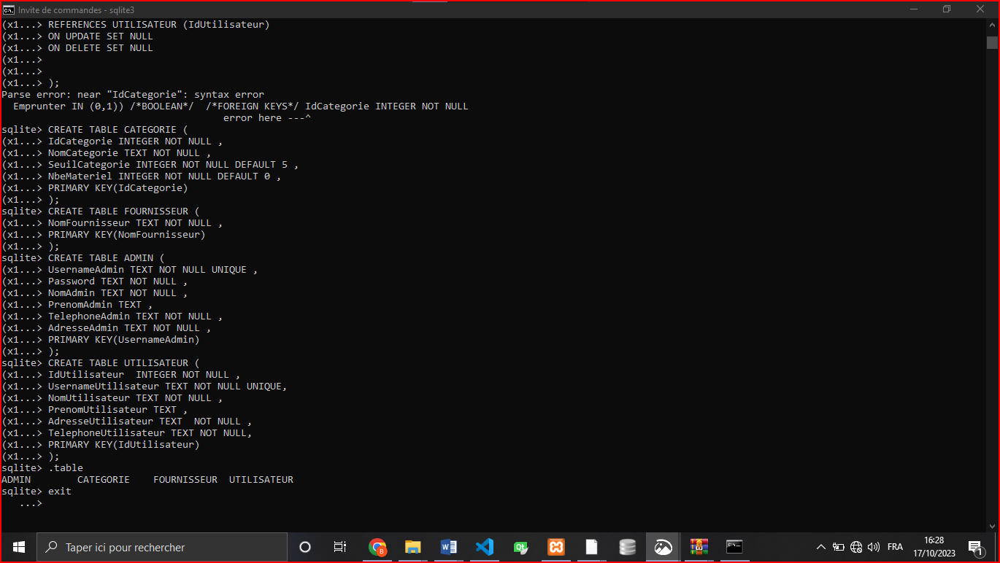 Invite de commandes - sqlite3
(x1...> REFERENCES UTILISATEUR (IdUtilisateur)
(x1...> ON UPDATE SET NULL
(x1...> ON DELETE SET NULL
(x1...>
(x1...>
(x1...> );
Parse error: near "IdCategorie": syntax error
  Emprunter IN (0,1)) /*BOOLEAN*/  /*FOREIGN KEYS*/ IdCategorie INTEGER NOT NULL
                                      error here ---^
sqlite> CREATE TABLE CATEGORIE (
(x1...> IdCategorie INTEGER NOT NULL ,
(x1...> NomCategorie TEXT NOT NULL ,
(x1...> SeuilCategorie INTEGER NOT NULL DEFAULT 5 ,
(x1...> NbeMateriel INTEGER NOT NULL DEFAULT 0 ,
(x1...> PRIMARY KEY(IdCategorie)
(x1...> );
sqlite> CREATE TABLE FOURNISSEUR (
(x1...> NomFournisseur TEXT NOT NULL ,
(x1...> PRIMARY KEY(NomFournisseur)
(x1...> );
sqlite> CREATE TABLE ADMIN (
(x1...> UsernameAdmin TEXT NOT NULL UNIQUE ,
(x1...> Password TEXT NOT NULL ,
(x1...> NomAdmin TEXT NOT NULL ,
(x1...> PrenomAdmin TEXT ,
(x1...> TelephoneAdmin TEXT NOT NULL ,
(x1...> AdresseAdmin TEXT NOT NULL ,
(x1...> PRIMARY KEY(UsernameAdmin)
(x1...> );
sqlite> CREATE TABLE UTILISATEUR (
(x1...> IdUtilisateur  INTEGER NOT NULL ,
(x1...> UsernameUtilisateur TEXT NOT NULL UNIQUE,
(x1...> NomUtilisateur TEXT NOT NULL ,
(x1...> PrenomUtilisateur TEXT ,
(x1...> AdresseUtilisateur TEXT  NOT NULL ,
(x1...> TelephoneUtilisateur TEXT NOT NULL,
(x1...> PRIMARY KEY(IdUtilisateur)
(x1...> );
sqlite> .table
ADMIN        CATEGORIE    FOURNISSEUR  UTILISATEUR
sqlite> exit
   ...>
Taper ici pour rechercher
FRA
16:28
17/10/2023
1